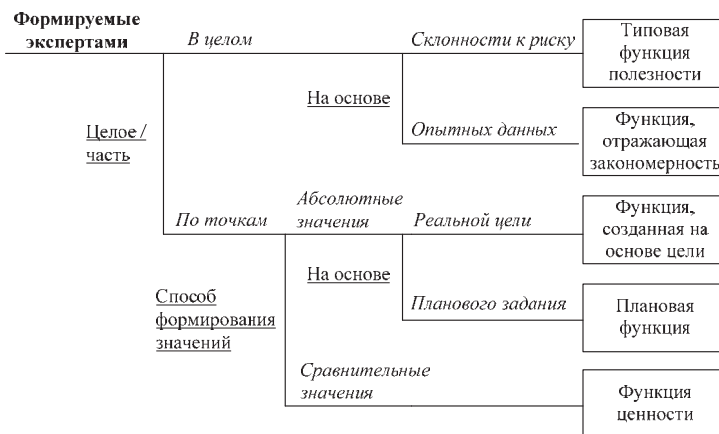 Формируемые
экспертами
В целом
Склонности к риску
Типовая
функция
полезности
На основе
Опытных данных
Функция,
отражающая
закономерность
Целое /
часть
По точкам
Абсолютные
значения
Реальной цели
Функция,
созданная на
основе цели
На основе
Способ
формирования
значений
Планового задания
Плановая
функция
Сравнительные
значения
Функция
ценности